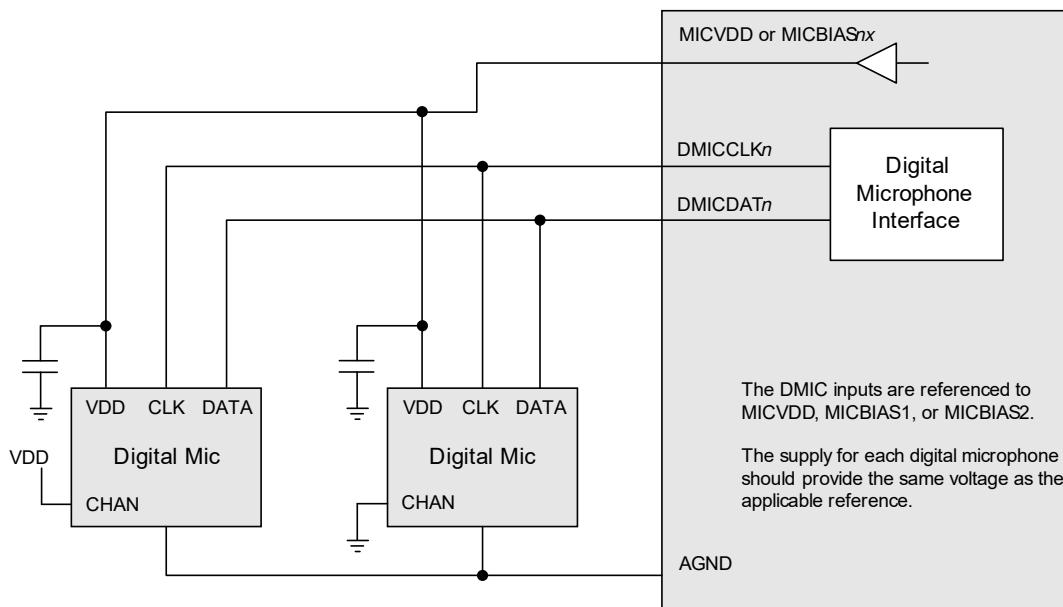 MICVDD or MICBIASnx
DMICCLKn
DMICDATn
Digital
Microphone
Interface
VDD CLK DATA
Digital Mic
VDD
CHAN
VDD CLK DATA
Digital Mic
CHAN
The DMIC inputs are referenced to
MICVDD, MICBIAS1, or MICBIAS2.
The supply for each digital microphone
should provide the same voltage as the
applicable reference.
AGND